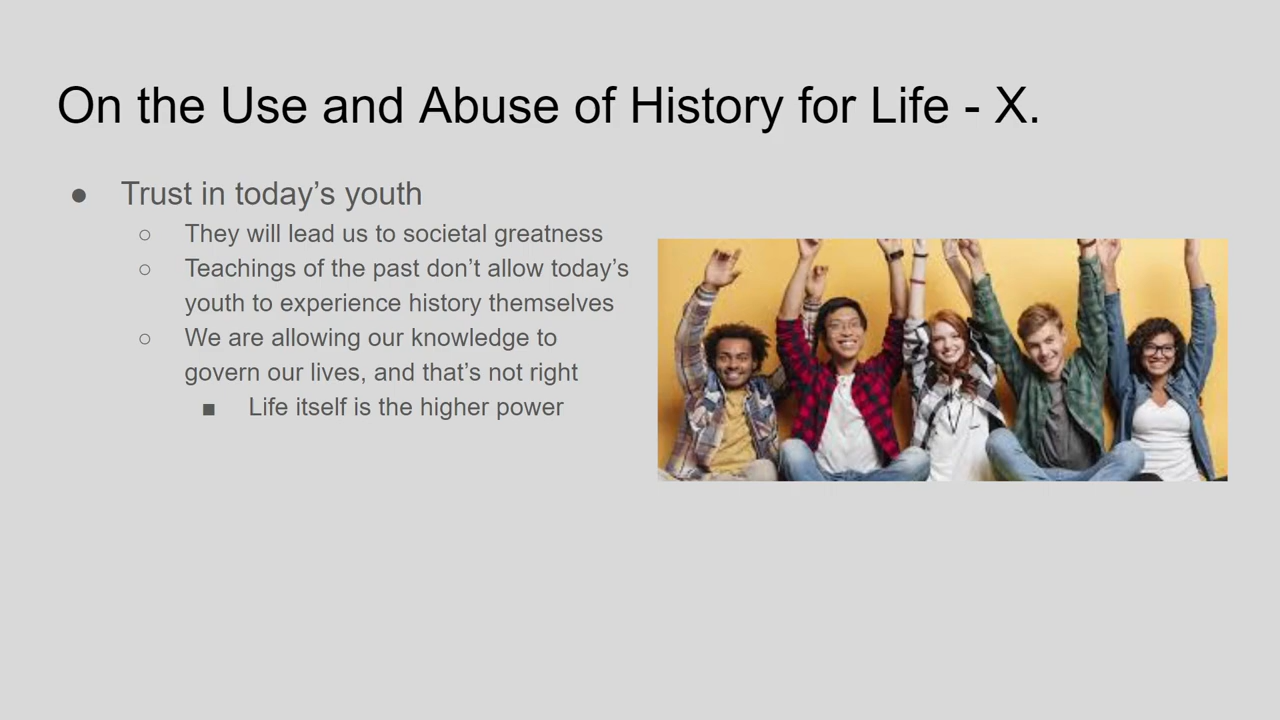 On the Use and Abuse of History for Life - X.
● Trust in today’s youth
○ They will lead us to societal greatness
○ Teachings of the past don’t allow today’s
youth to experience history themselves
○ We are allowing our knowledge to
govern our lives, and that’s not right
■ Life itself is the higher power